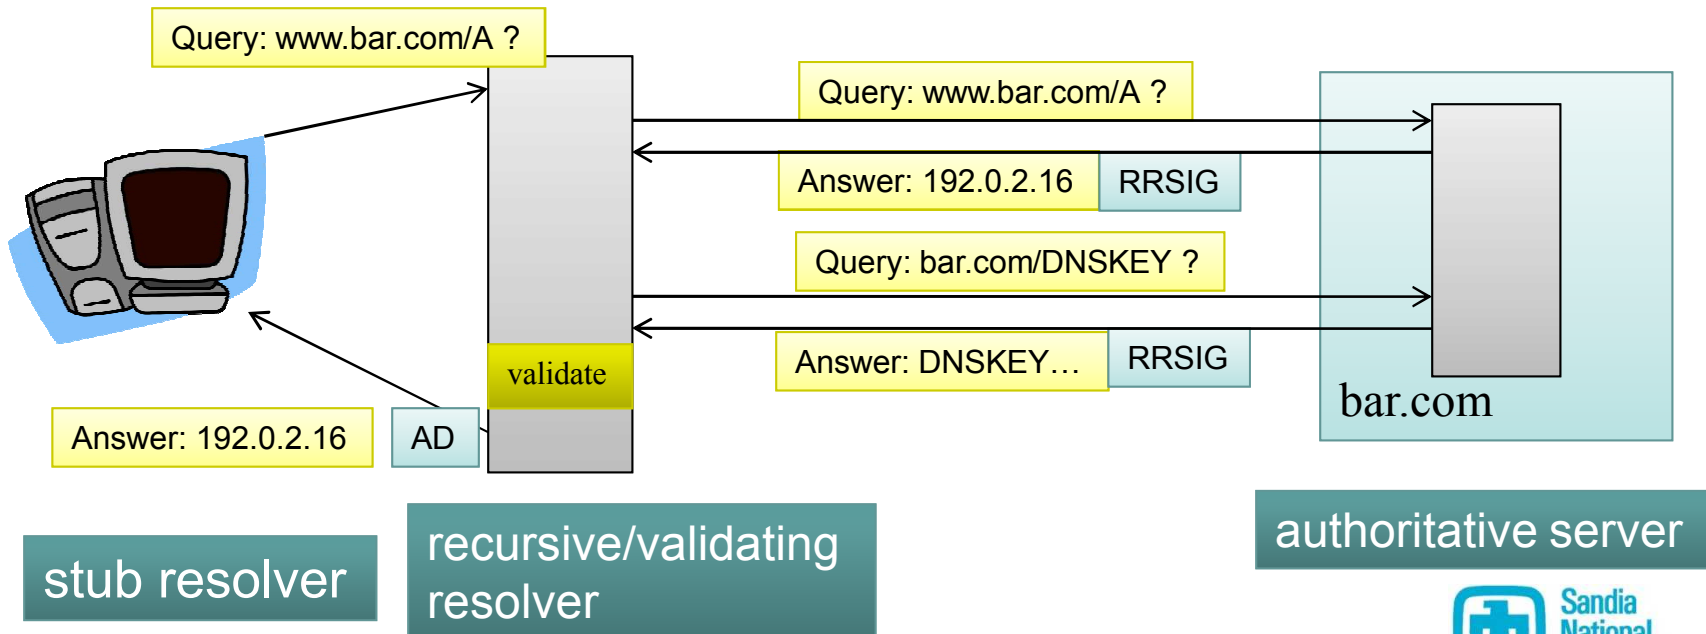 Query: www.bar.com/A ?
Query: www.bar.com/A ?
Answer: 192.0.2.16
RRSIG
Query: bar.com/DNSKEY ?
Answer: DNSKEY…
RRSIG
validate
bar.com
Answer: 192.0.2.16
AD
stub resolver
recursive/validating
resolver
authoritative server
Sandia
National